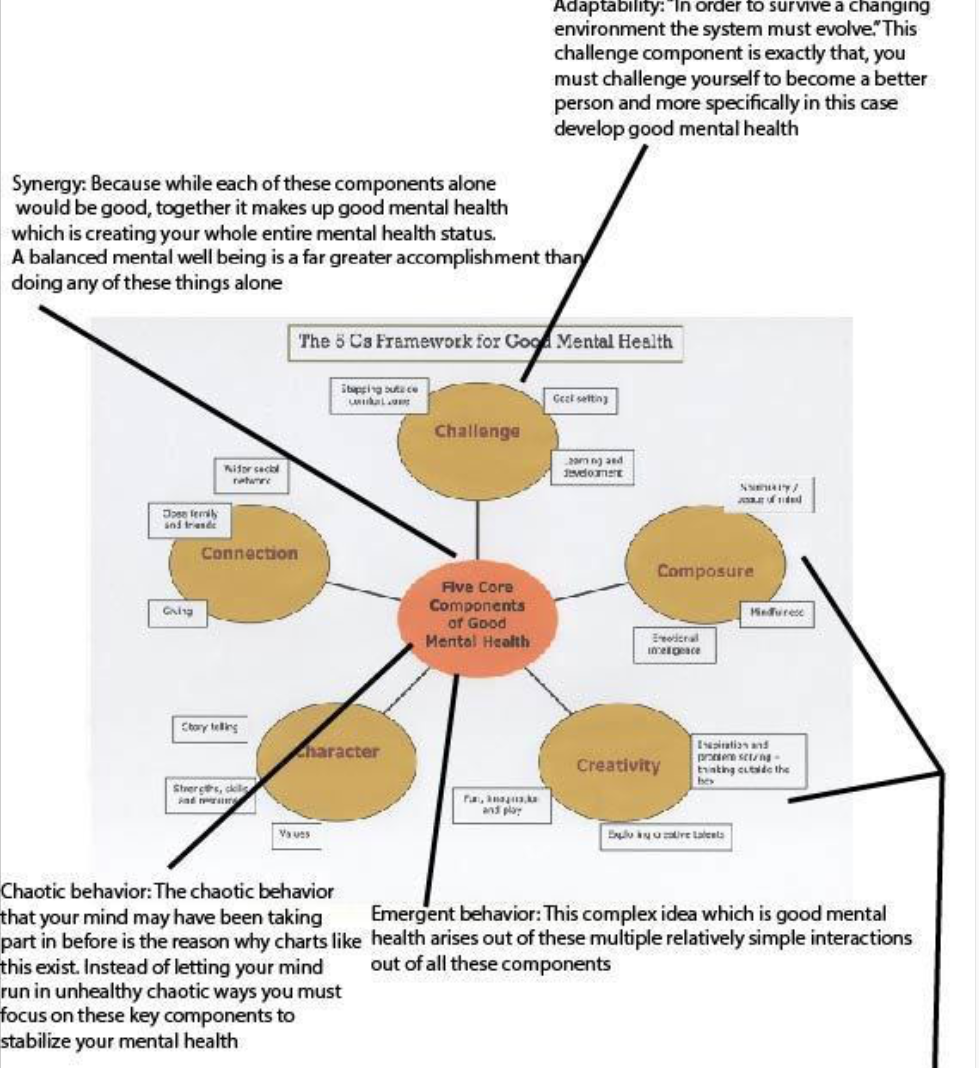 Adaptability: "In order to survive a changing
environment the system must evolve." This
challenge component is exactly that, you
must challenge yourself to become a better
person and more specifically in this case
develop good mental health
Synergy: Because while each of these components alone
would be good, together it makes up good mental health
which is creating your whole entire mental health status.
A balanced mental well being is a far greater accomplishment than
doing any of these things alone
The 5 Cs Framework for Good Mental Health
Stepping outside
comfort zone
Goal setting
Challenge
Learning and
development
Wider social
network
Close family
and friends
Connection
Giving
peace of mind
Composure
Mindfulness
Emotional
intelligence
Five Core
Components
of Good
Mental Health
Story telling
Character
Strengths, skills
and
Values
Creativity
Inspiration and
problem solving -
thinking outside the
box
Fun, imagination
and play
Exploring creative talents
Chaotic behavior: The chaotic behavior
that your mind may have been taking
part in before is the reason why charts like
this exist. Instead of letting your mind
run in unhealthy chaotic ways you must
focus on these key components to
stabilize your mental health
Emergent behavior: This complex idea which is good mental
health arises out of these multiple relatively simple interactions
out of all these components